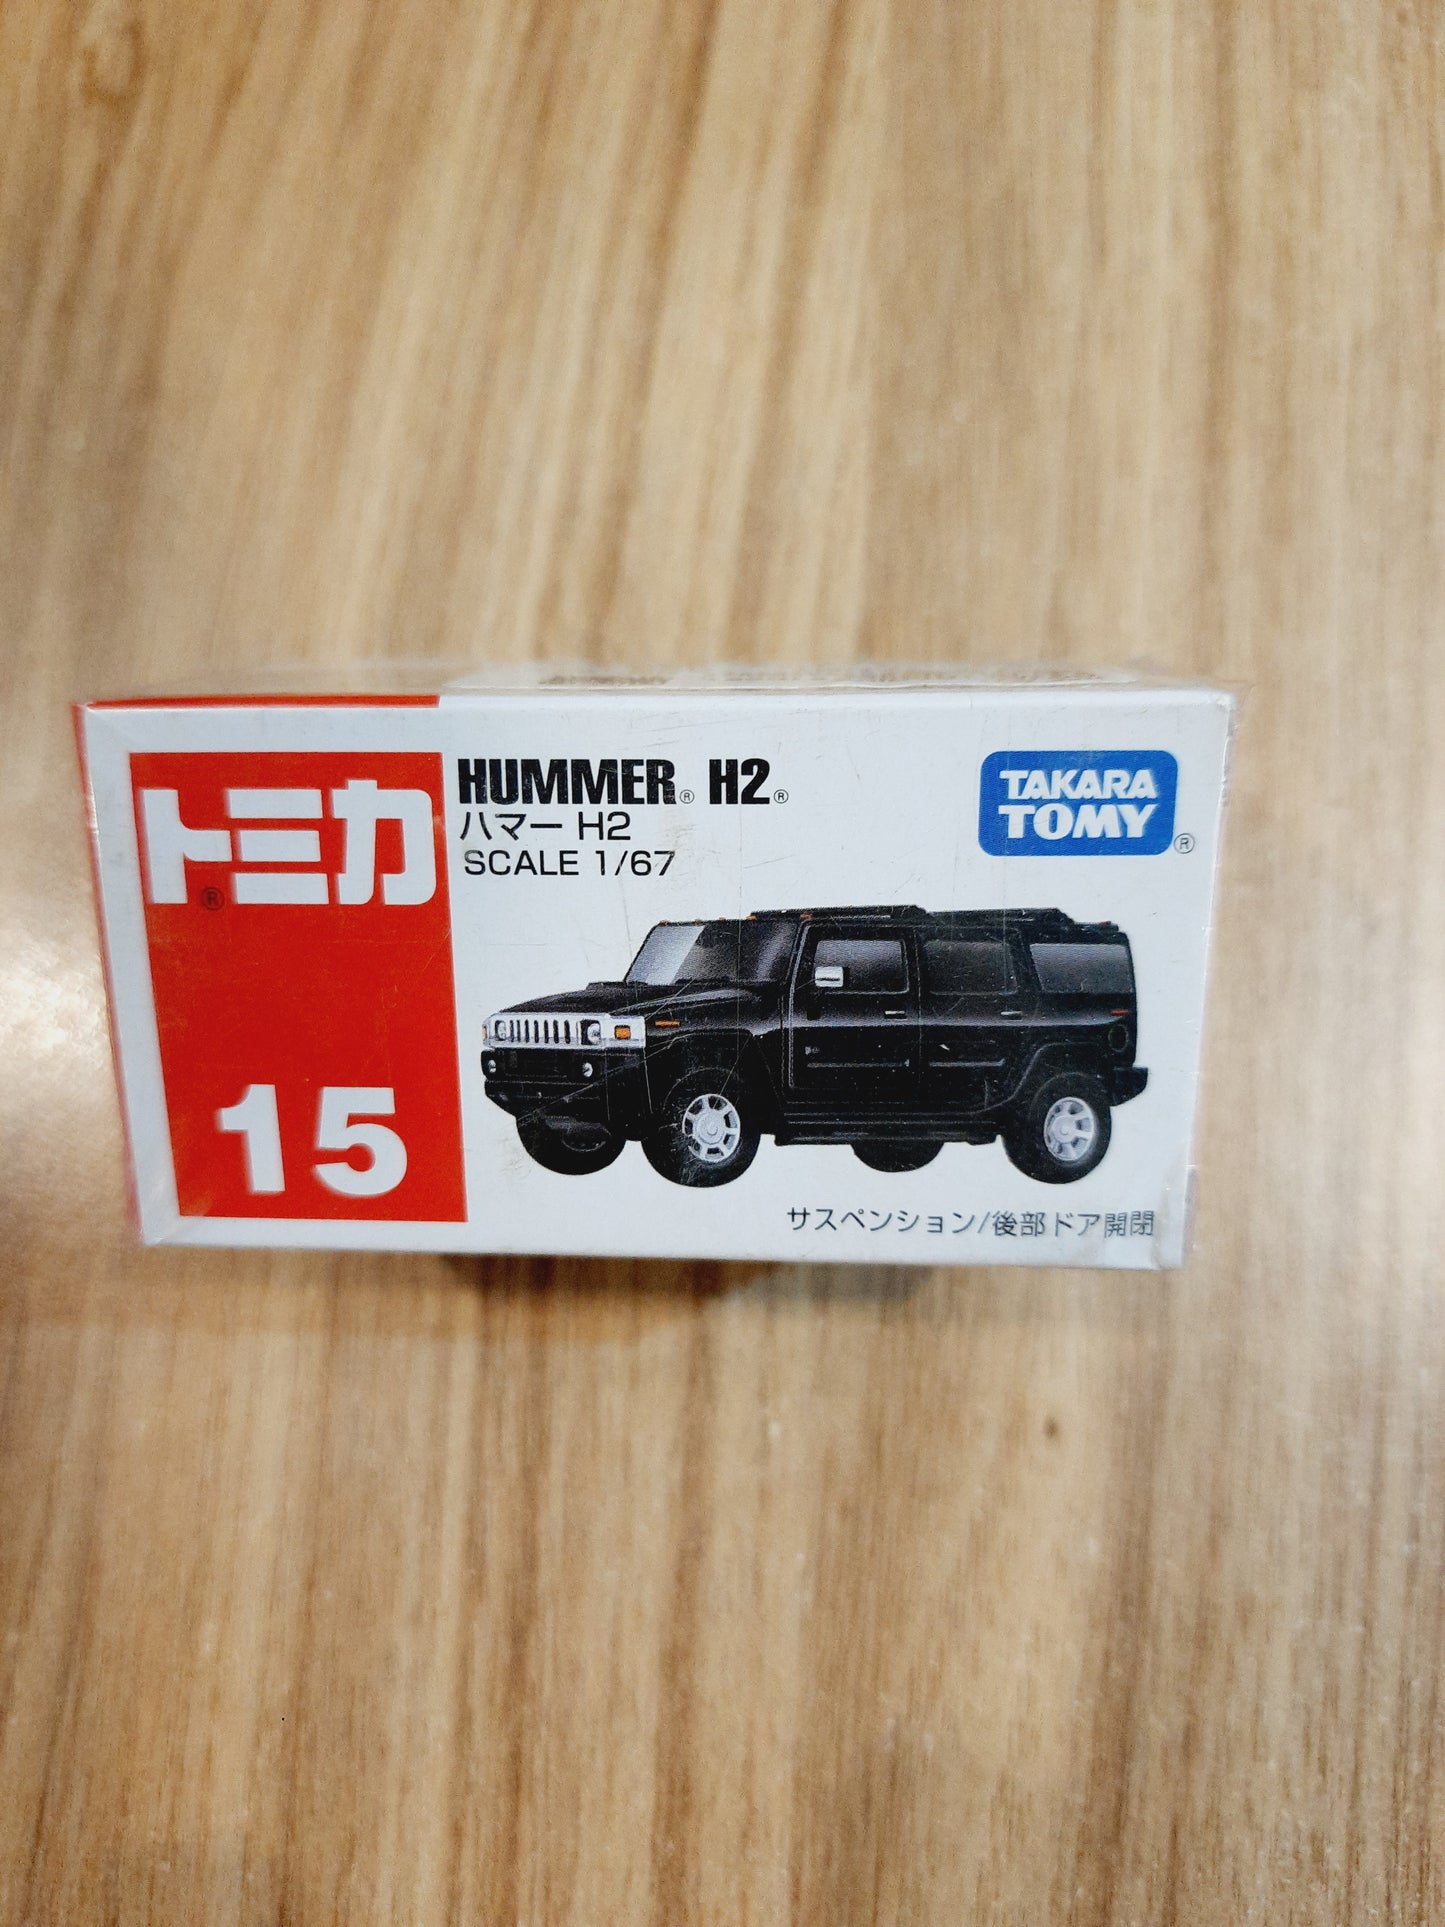 トミカ®
15
HUMMER® H2®
ハマー H2
SCALE 1/67
TAKARA
TOMY®
サスペンション/後部ドア開閉